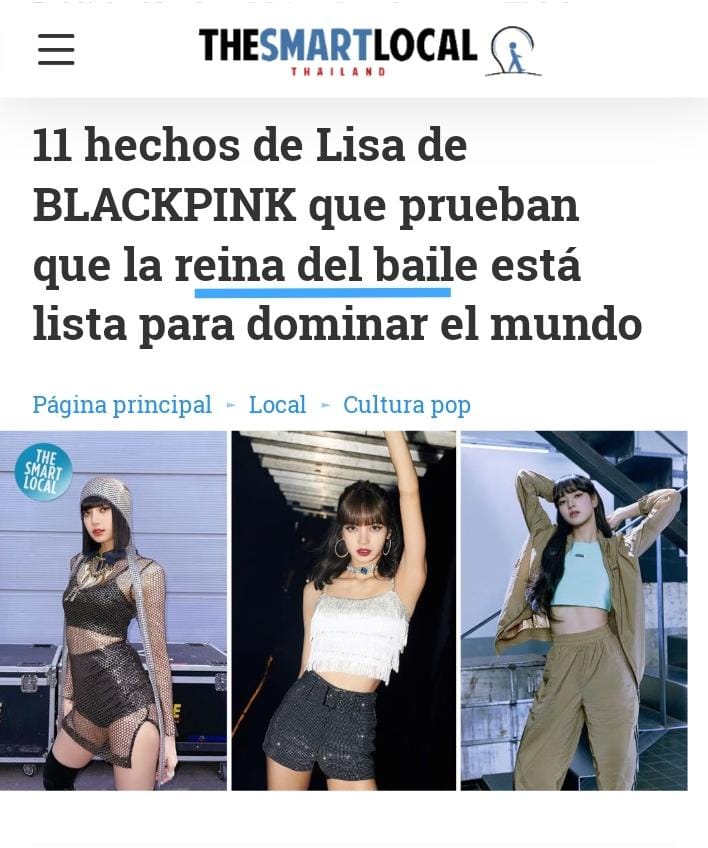 THESMARTLOCAL
THAILAND
11 hechos de Lisa de
BLACKPINK que prueban
que la reina del baile está
lista para dominar el mundo
Página principal ► Local ► Cultura pop
THE
SMART
LOCAL